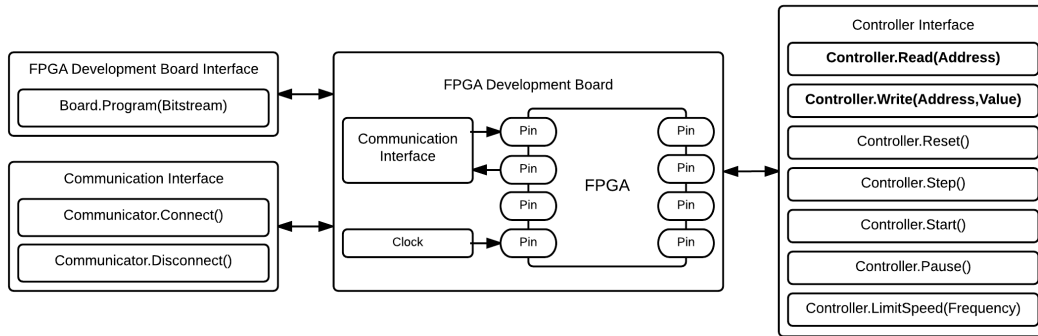 FPGA Development Board Interface
Board.Program(Bitstream)
Communication Interface
Communicator.Connect()
Communicator.Disconnect()
FPGA Development Board
Communication
Interface
Clock
Pin
Pin
Pin
Pin
FPGA
Pin
Pin
Pin
Pin
Controller Interface
Controller.Read(Address)
Controller.Write(Address,Value)
Controller.Reset()
Controller.Step()
Controller.Start()
Controller.Pause()
Controller.LimitSpeed(Frequency)